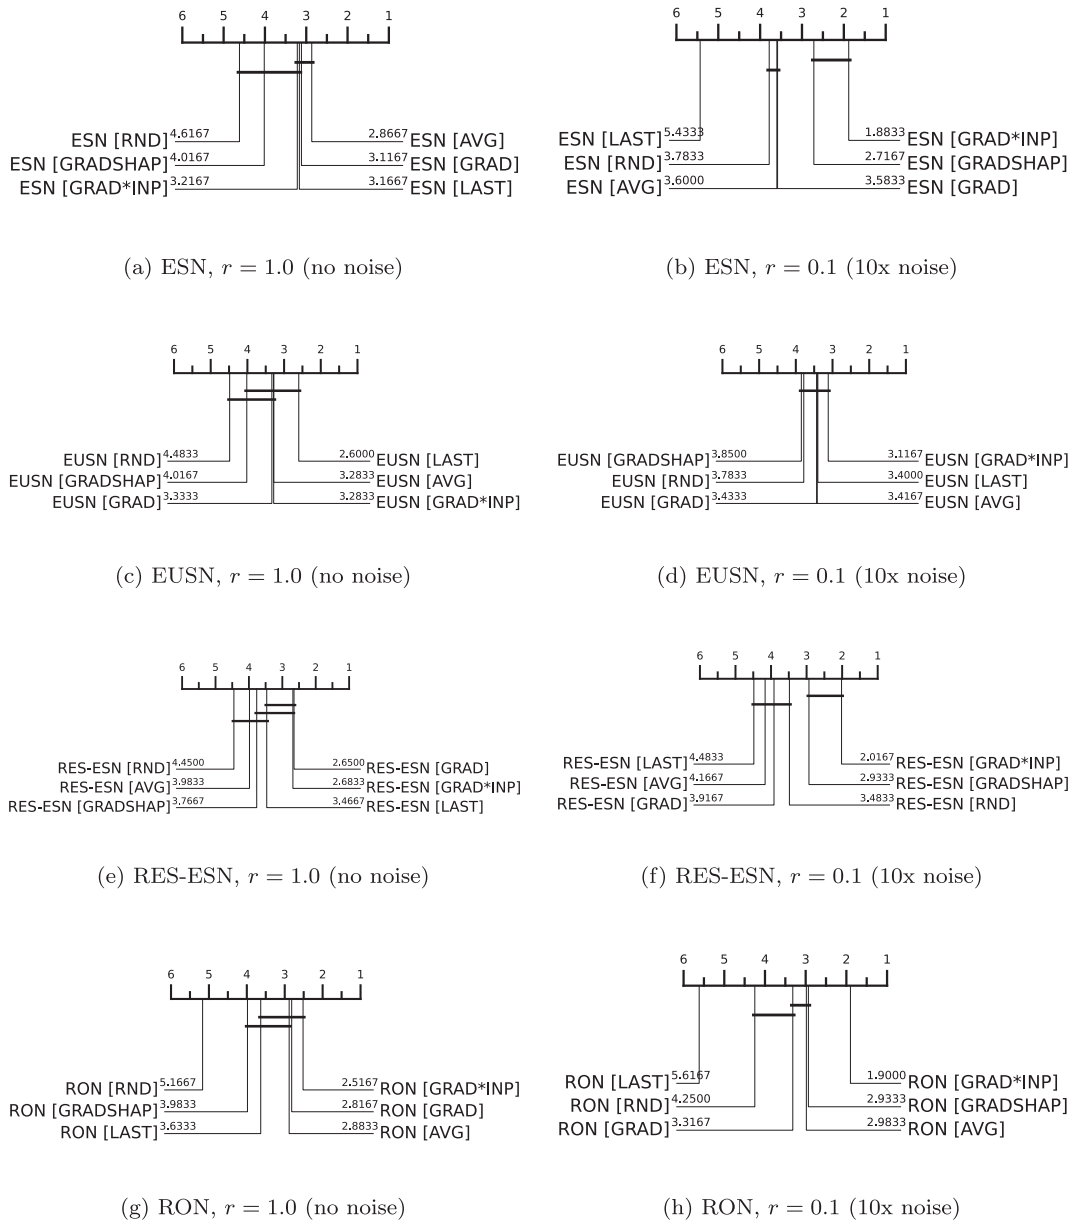 6 5 4 3 2 1
ESN [RND] 4.6167 2.8667 ESN [AVG]
ESN [GRADSHAP] 4.0167 3.1167 ESN [GRAD]
ESN [GRAD*INP] 3.2167 3.1667 ESN [LAST]
(a) ESN, r = 1.0 (no noise)
6 5 4 3 2 1
ESN [LAST] 5.4333 1.8833 ESN [GRAD*INP]
ESN [RND] 3.7833 2.7167 ESN [GRADSHAP]
ESN [AVG] 3.6000 3.5833 ESN [GRAD]
(b) ESN, r = 0.1 (10x noise)
6 5 4 3 2 1
EUSN [RND] 4.4833 2.6000 EUSN [LAST]
EUSN [GRADSHAP] 4.0167 3.2833 EUSN [AVG]
EUSN [GRAD] 3.3333 3.2833 EUSN [GRAD*INP]
(c) EUSN, r = 1.0 (no noise)
6 5 4 3 2 1
EUSN [GRADSHAP] 3.8500 3.1167 EUSN [GRAD*INP]
EUSN [RND] 3.7833 3.4000 EUSN [LAST]
EUSN [GRAD] 3.4333 3.4167 EUSN [AVG]
(d) EUSN, r = 0.1 (10x noise)
6 5 4 3 2 1
RES-ESN [RND] 4.4500 2.6500 RES-ESN [GRAD]
RES-ESN [AVG] 3.9833 2.6833 RES-ESN [GRAD*INP]
RES-ESN [GRADSHAP] 3.7667 3.4667 RES-ESN [LAST]
(e) RES-ESN, r = 1.0 (no noise)
6 5 4 3 2 1
RES-ESN [LAST] 4.4833 2.0167 RES-ESN [GRAD*INP]
RES-ESN [AVG] 4.1667 2.9333 RES-ESN [GRADSHAP]
RES-ESN [GRAD] 3.9167 3.4833 RES-ESN [RND]
(f) RES-ESN, r = 0.1 (10x noise)
6 5 4 3 2 1
RON [RND] 5.1667 2.5167 RON [GRAD*INP]
RON [GRADSHAP] 3.9833 2.8167 RON [GRAD]
RON [LAST] 3.6333 2.8833 RON [AVG]
(g) RON, r = 1.0 (no noise)
6 5 4 3 2 1
RON [LAST] 5.6167 1.9000 RON [GRAD*INP]
RON [RND] 4.2500 2.9333 RON [GRADSHAP]
RON [GRAD] 3.3167 2.9833 RON [AVG]
(h) RON, r = 0.1 (10x noise)